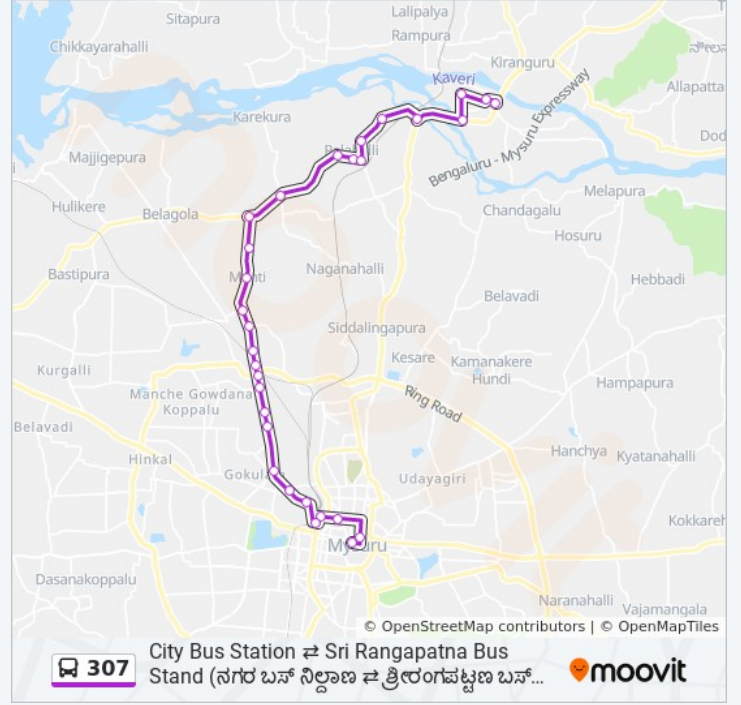 Sitapura
Lalipalya
Rampura
Chikkayarahalli
Kiranguru
Kaveri
Allapatta
Karekura
Dod
Majjigepura
Bengaluru - Mysuru Expressway
Melapura
Hulikere
Belagola
Chandagalu
Hosuru
Naganahalli
Bastipura
Hebbadi
Belavadi
Siddalingapura
Kesare
Kamanakere
Hundi
Kurgalli
Hampapura
Manche Gowdana
Koppalu
Ring Road
Belavadi
Hinkal
Hanchya
Kyatanahalli
Udayagiri
Kokkareh
Dasanakoppalu
Naranahalli
Vajamangala
© OpenStreetMap contributors | © OpenMapTiles
307
City Bus Station ⇄ Sri Rangapatna Bus
Stand (ನಗರ ಬಸ್ ನಿಲ್ದಾಣ ⇄ ಶ್ರೀರಂಗಪಟ್ಟಣ ಬಸ್...
moovit